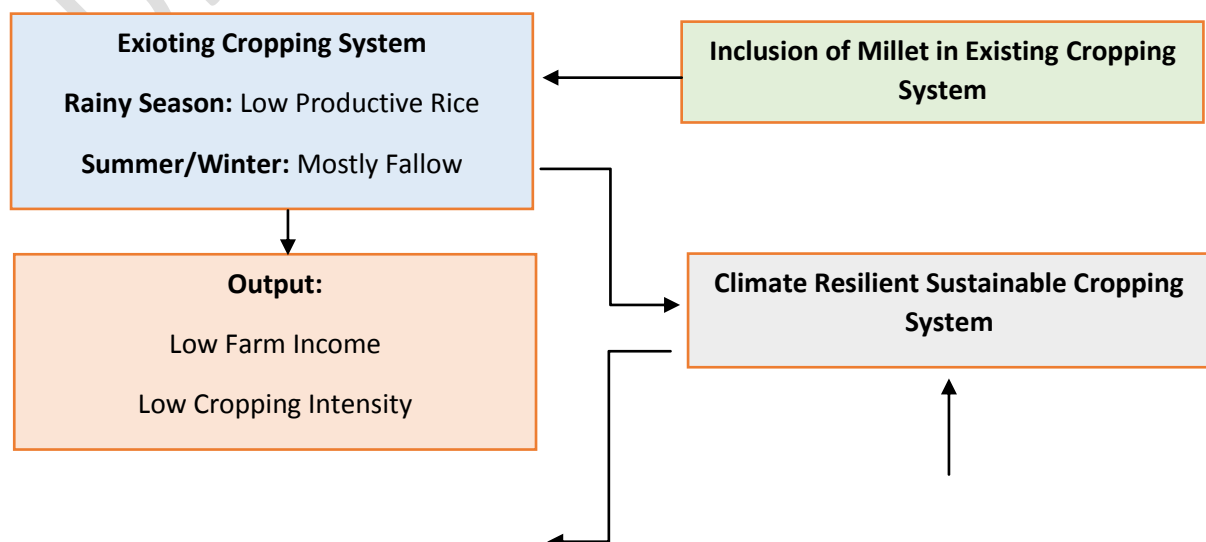 Exioting Cropping System
Rainy Season: Low Productive Rice
Summer/Winter: Mostly Fallow
Inclusion of Millet in Existing Cropping
System
Output:
Low Farm Income
Low Cropping Intensity
Climate Resilient Sustainable Cropping
System